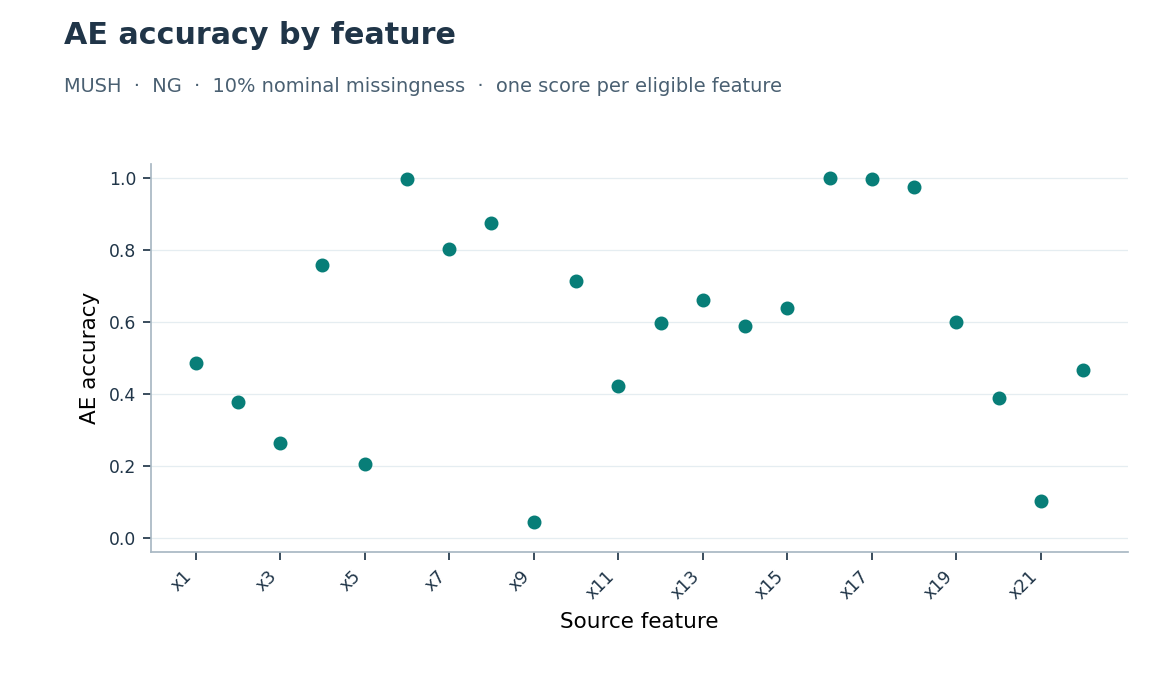 AE accuracy by feature
MUSH · NG · 10% nominal missingness · one score per eligible feature
AE accuracy
1.0
0.8
0.6
0.4
0.2
0.0
x1 x3 x5 x7 x9 x11 x13 x15 x17 x19 x21
Source feature